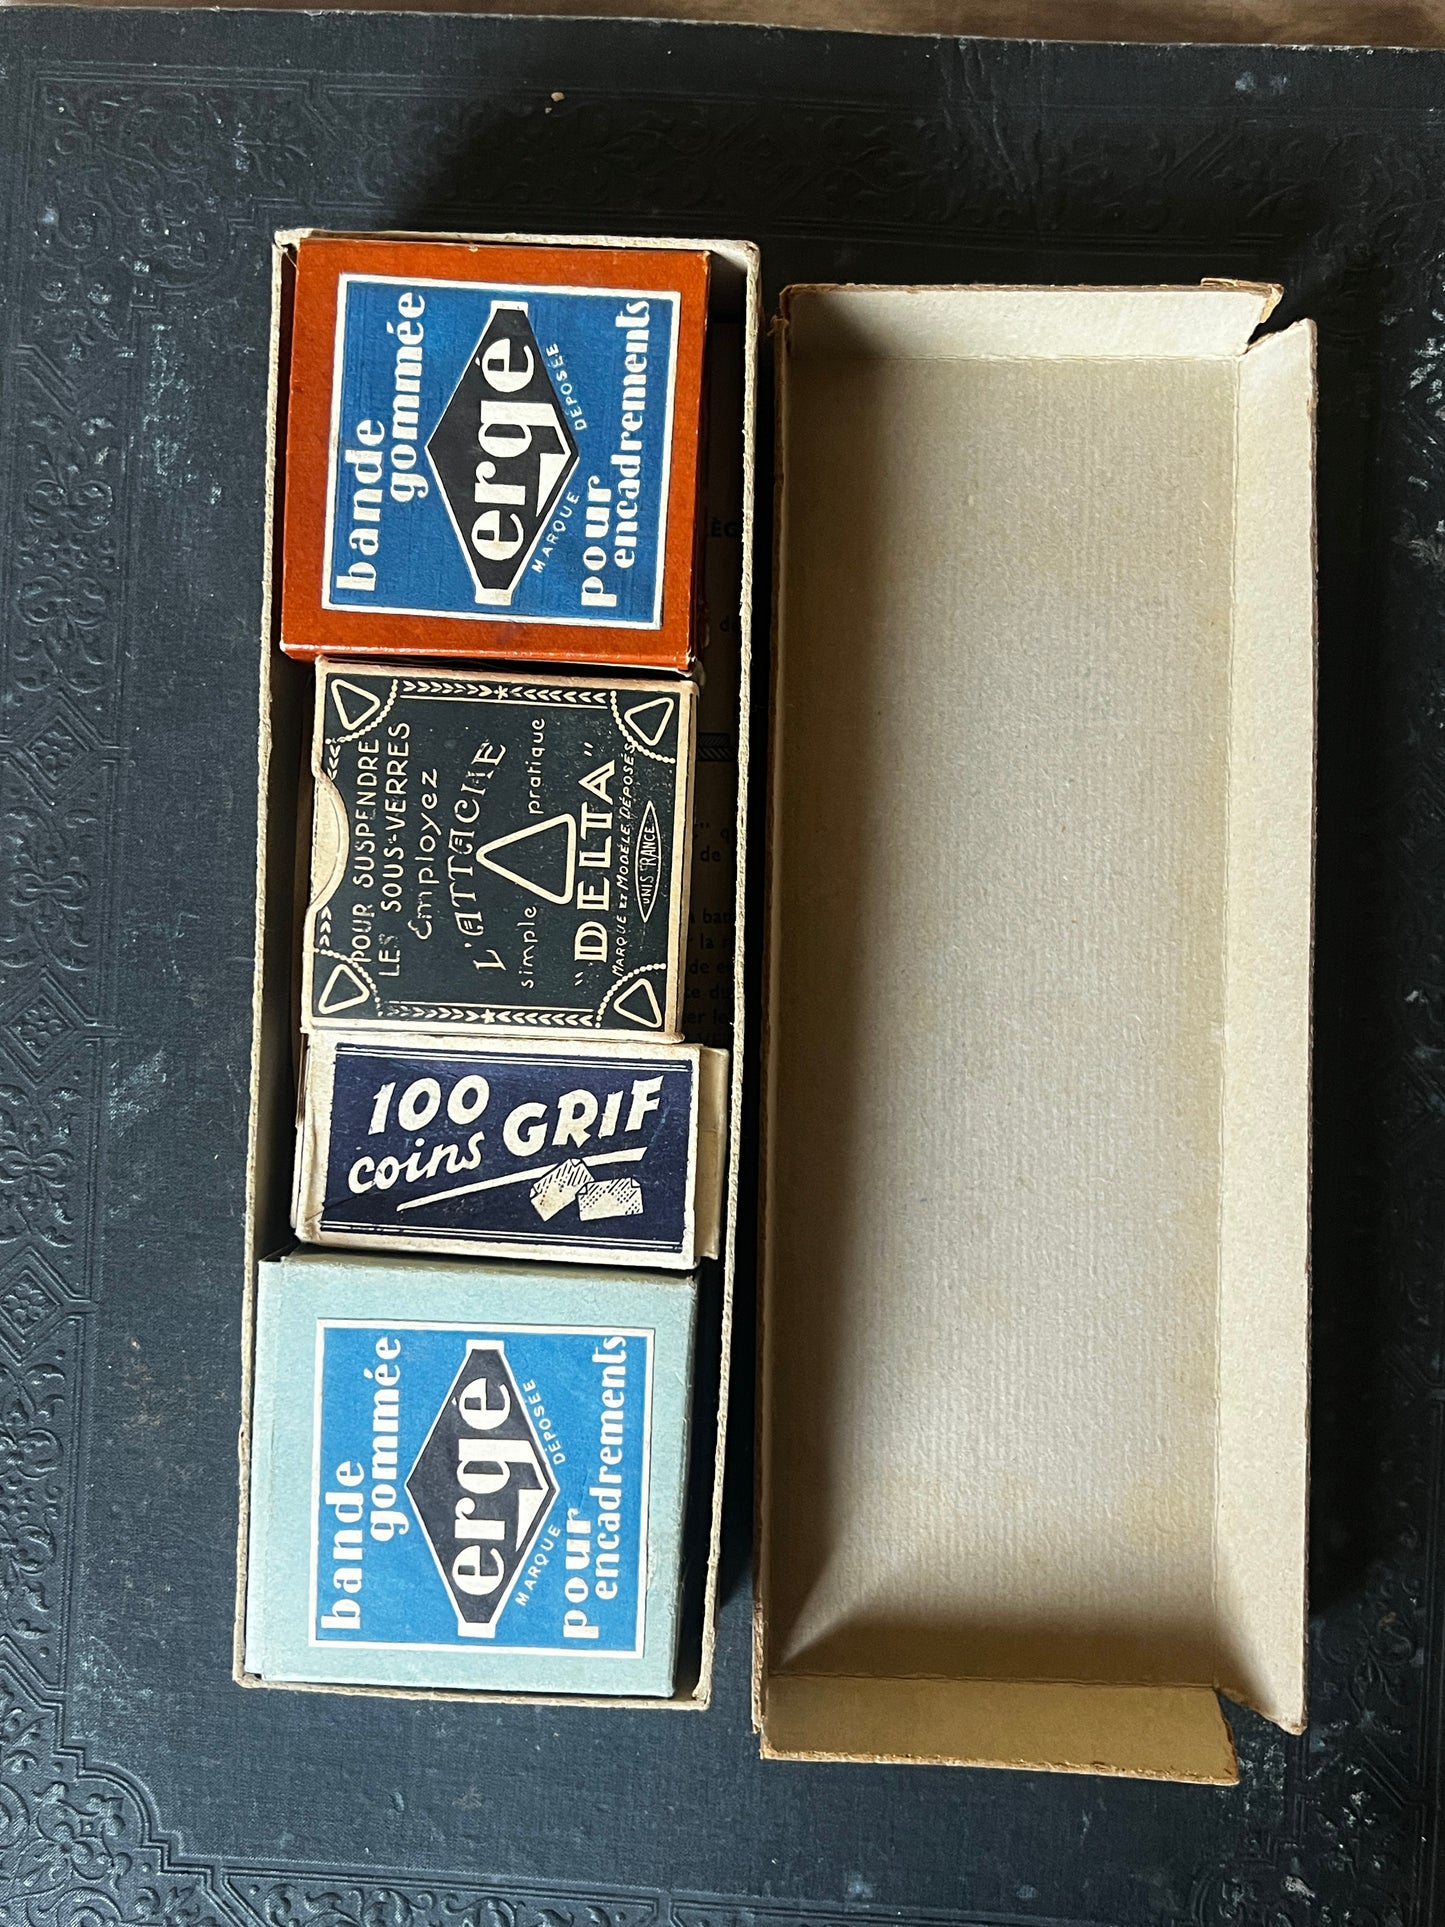 bande
gommée
ergé
MARQUE DÉPOSÉE
pour
encadrements
POUR SUSPENDRE
LES SOUS-VERRES
Employez
L'ATTACHE
simple pratique
"DELTA"
MARQUE ET MODÈLE DÉPOSÉS
UNIS FRANCE
100
coins GRIF
bande
gommée
ergé
MARQUE DÉPOSÉE
pour
encadrements